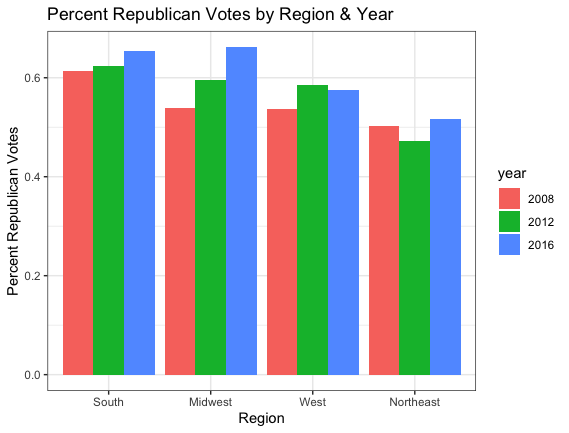 Percent Republican Votes by Region & Year
Percent Republican Votes
0.6
0.4
0.2
0.0
South Midwest West Northeast
Region
year
2008
2012
2016